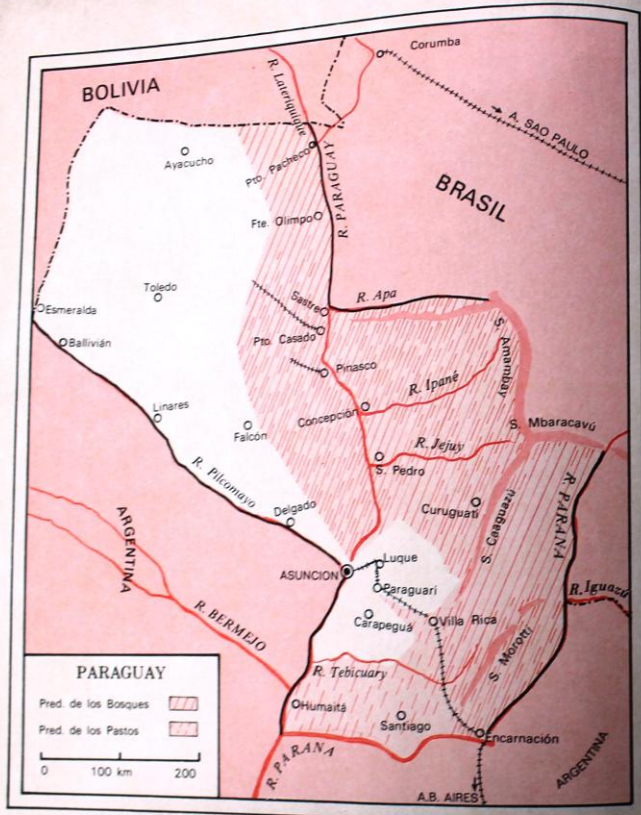 Corumba
BOLIVIA
R. Lateriquique
A. SAO PAULO
Ayacucho
Pto. Pacheco
R. PARAGUAY
BRASIL
Fte. Olimpo
Toledo
Esmeralda
Sastre
R. Apa
Ballivián
Pto. Casado
S. Amambay
Pinasco
R. Ipané
Linares
Concepción
Falcón
S. Mbaracayú
R. Jejuy
R. Pilcomayo
S. Pedro
Curuguatí
S. Caaguazú
R. PARANA
Delgado
ARGENTINA
Luque
ASUNCION
Paraguarí
R. Iguazú
R. BERMEJO
Carapeguá
Villa Rica
S. Morotti
R. Tebicuary
PARAGUAY
Pred. de los Bosques
Pred. de los Pastos
0 100 km 200
Humaitá
Santiago
Encarnación
R. PARANA
ARGENTINA
A.B. AIRES